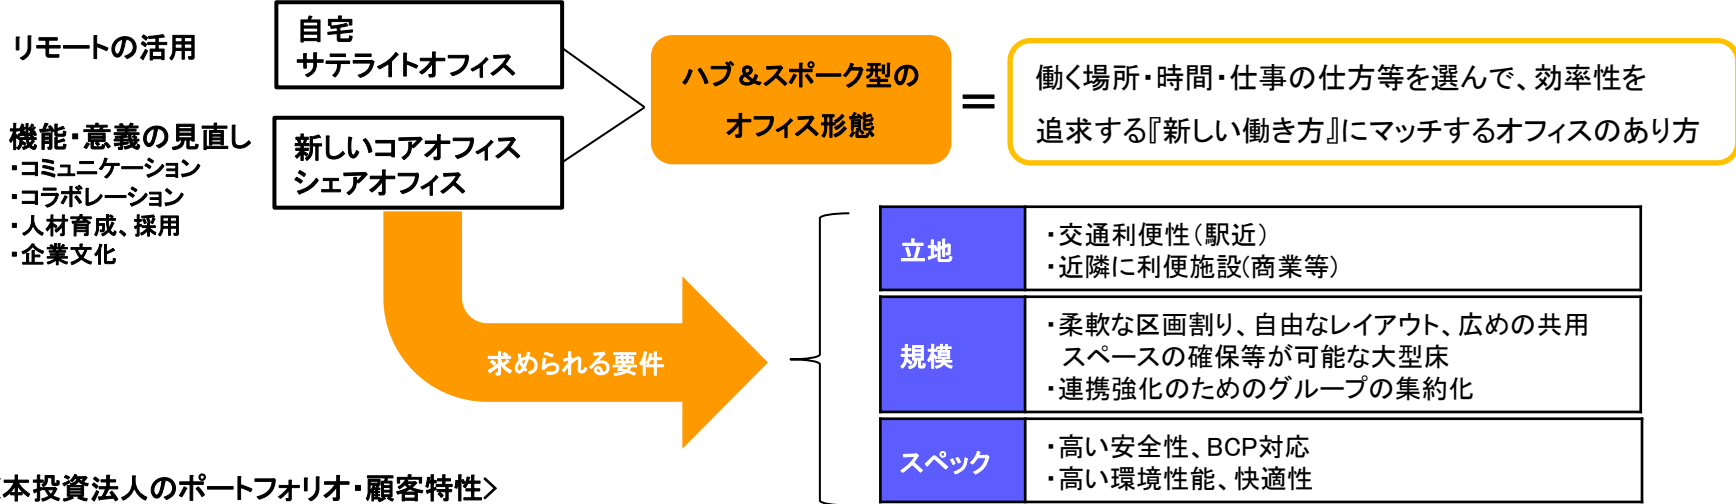 リモートの活用
自宅
サテライトオフィス
機能・意義の見直し
・コミュニケーション
・コラボレーション
・人材育成、採用
・企業文化
新しいコアオフィス
シェアオフィス
ハブ＆スポーク型の
オフィス形態
＝
働く場所・時間・仕事の仕方等を選んで、効率性を
追求する『新しい働き方』にマッチするオフィスのあり方
求められる要件
立地
・交通利便性（駅近）
・近隣に利便施設(商業等)
規模
・柔軟な区画割り、自由なレイアウト、広めの共用
スペースの確保等が可能な大型床
・連携強化のためのグループの集約化
スペック
・高い安全性、BCP対応
・高い環境性能、快適性
本投資法人のポートフォリオ・顧客特性>